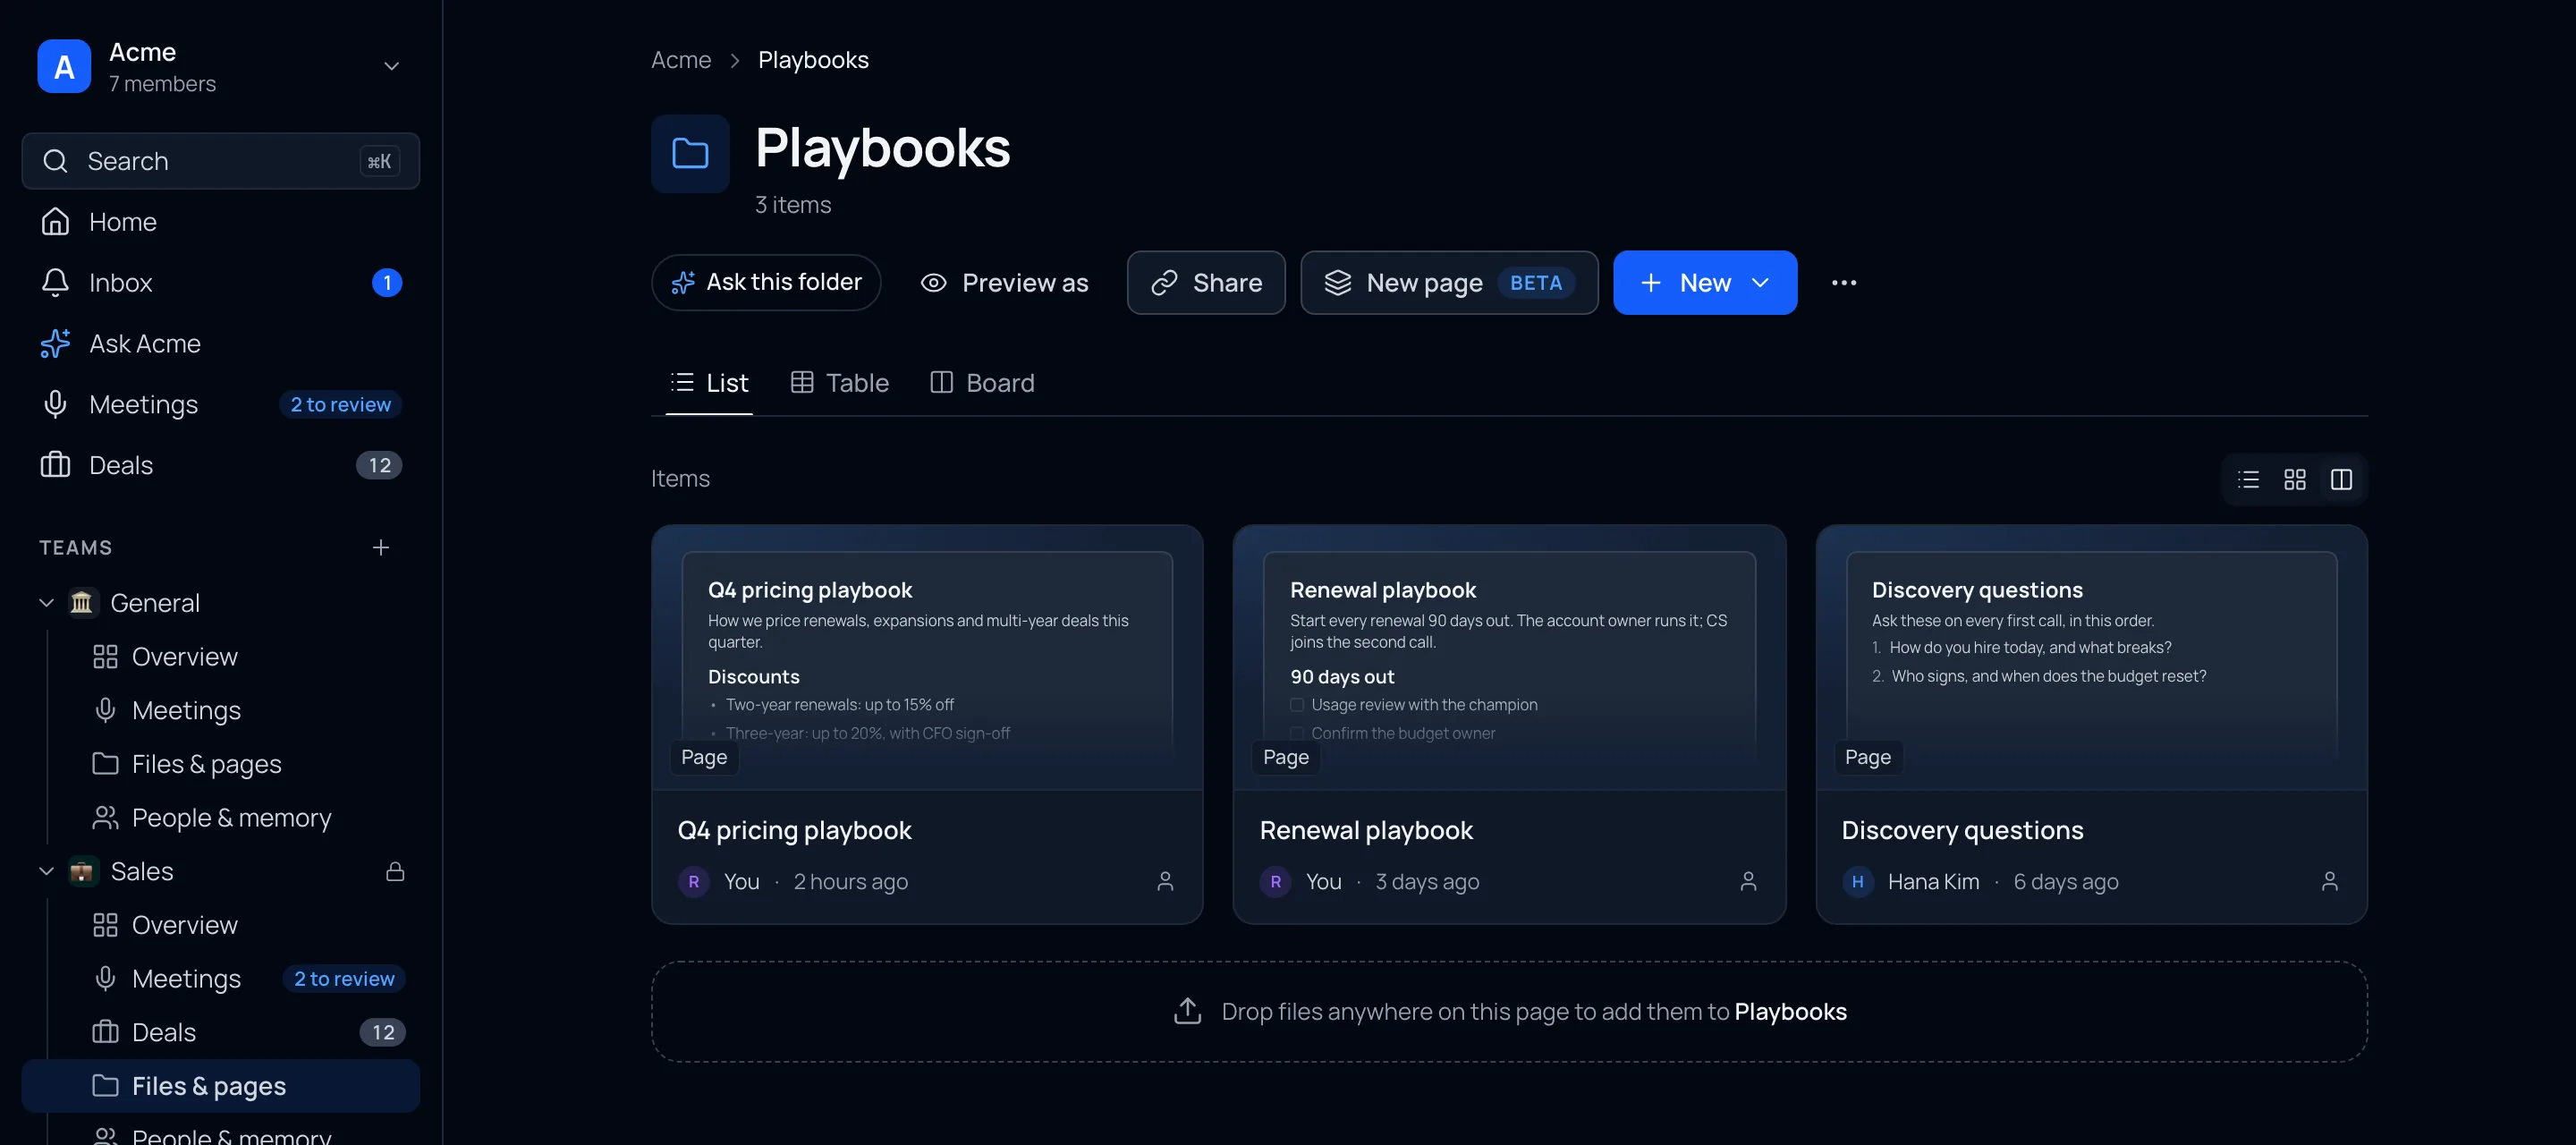 A
Acme
7 members
Search
⌘K
Home
Inbox
1
Ask Acme
Meetings
2 to review
Deals
12
TEAMS
General
Overview
Meetings
Files & pages
People & memory
Sales
Overview
Meetings
2 to review
Deals
12
Files & pages
People & memory
Acme
Playbooks
Playbooks
3 items
Ask this folder
Preview as
Share
New page
BETA
New
List
Table
Board
Items
Q4 pricing playbook
How we price renewals, expansions and multi-year deals this
quarter.
Discounts
• Two-year renewals: up to 15% off
• Three-year: up to 20%, with CFO sign-off
Page
Q4 pricing playbook
R
You · 2 hours ago
Renewal playbook
Start every renewal 90 days out. The account owner runs it; CS
joins the second call.
90 days out
Usage review with the champion
Confirm the budget owner
Page
Renewal playbook
R
You · 3 days ago
Discovery questions
Ask these on every first call, in this order.
1. How do you hire today, and what breaks?
2. Who signs, and when does the budget reset?
Page
Discovery questions
H
Hana Kim · 6 days ago
Drop files anywhere on this page to add them to Playbooks